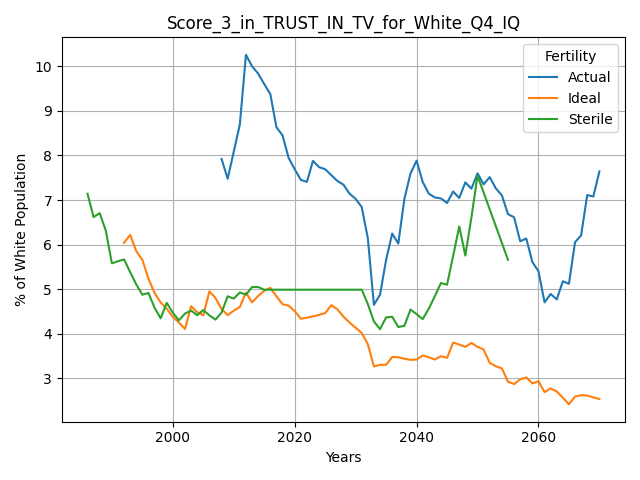 Score_3_in_TRUST_IN_TV_for_White_Q4_IQ
% of White Population
10
9
8
7
6
5
4
3
Fertility
Actual
Ideal
Sterile
2000
2020
2040
2060
Years